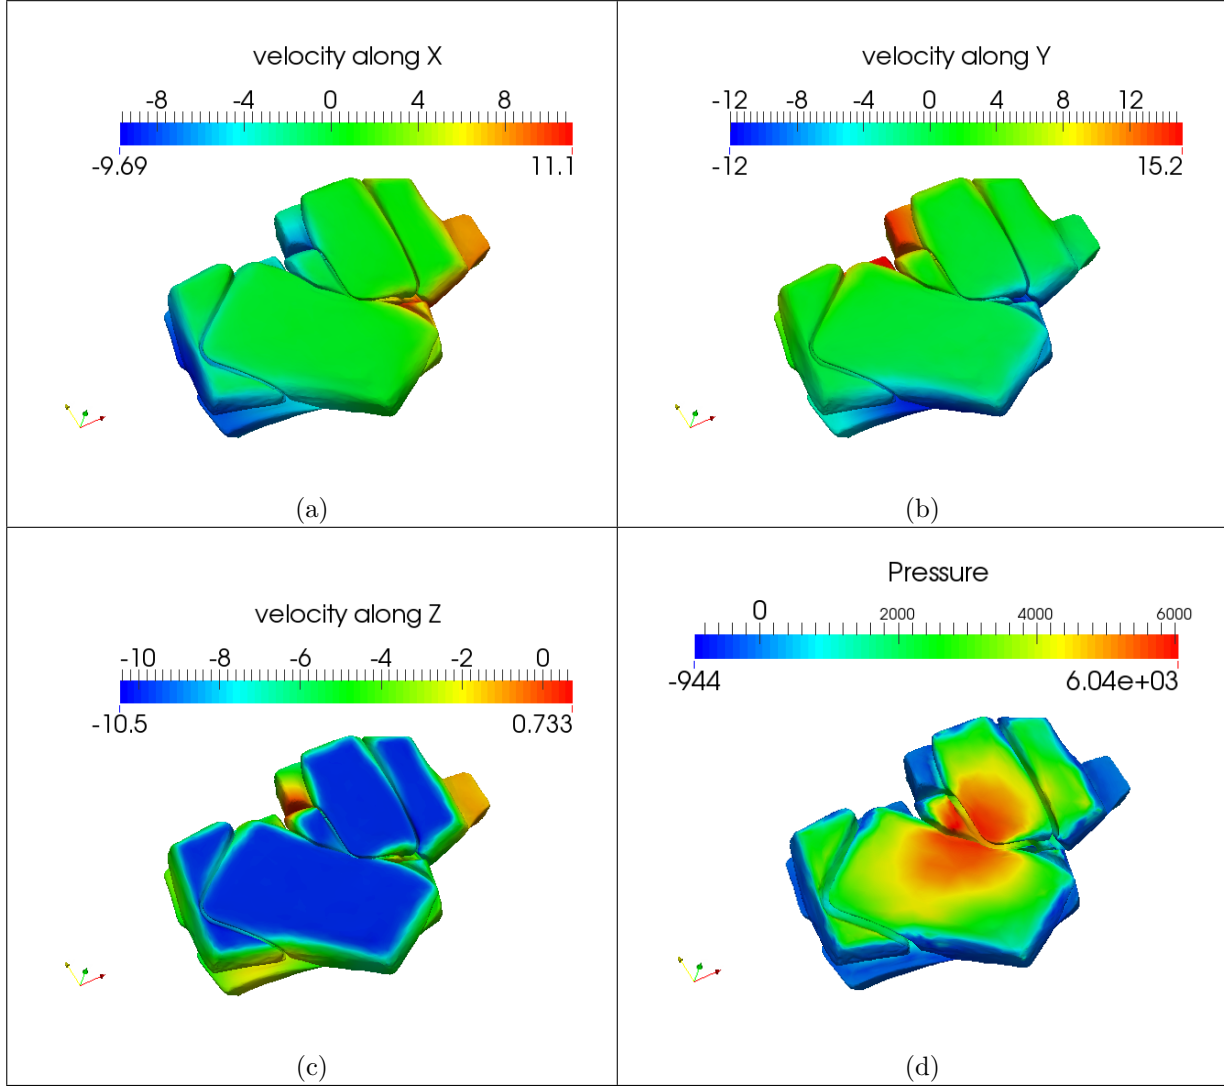 velocity along X
-8 -4 0 4 8
-9.69 11.1
(a)
velocity along Y
-12 -8 -4 0 4 8 12
-12 15.2
(b)
velocity along Z
-10 -8 -6 -4 -2 0
-10.5 0.733
(c)
Pressure
0 2000 4000 6000
-944 6.04e+03
(d)